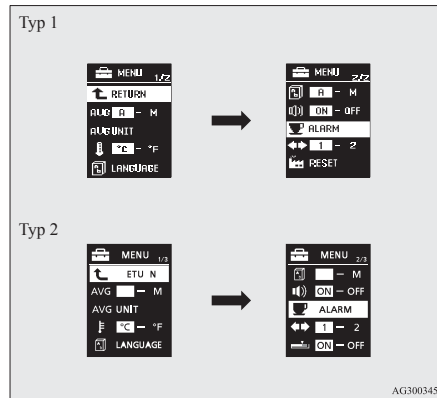 Typ 1
MENU 1/2
RETURN
AVG A - M
AVG UNIT
°C - °F
LANGUAGE
MENU 2/2
A - M
ON - OFF
ALARM
1 - 2
RESET
Typ 2
MENU 1/3
ETU N
AVG - M
AVG UNIT
°C - °F
LANGUAGE
MENU 2/3
- M
ON - OFF
ALARM
1 - 2
ON - OFF
AG300345